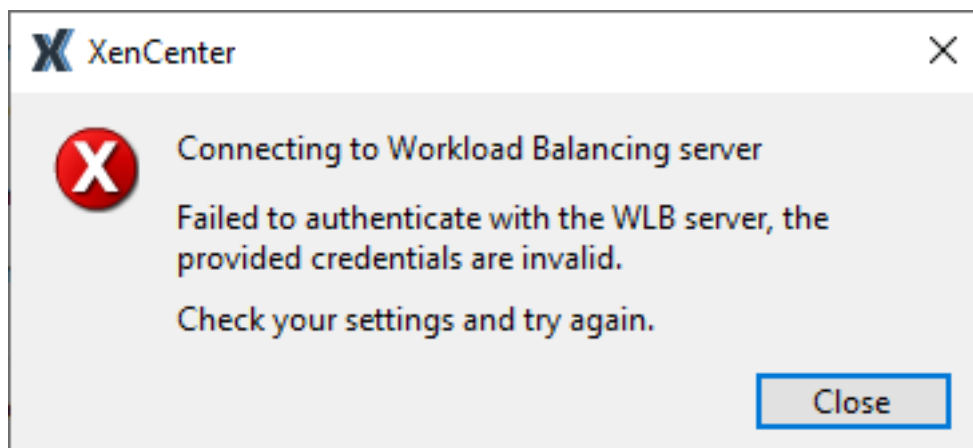 XenCenter
Connecting to Workload Balancing server
Failed to authenticate with the WLB server, the
provided credentials are invalid.
Check your settings and try again.
Close